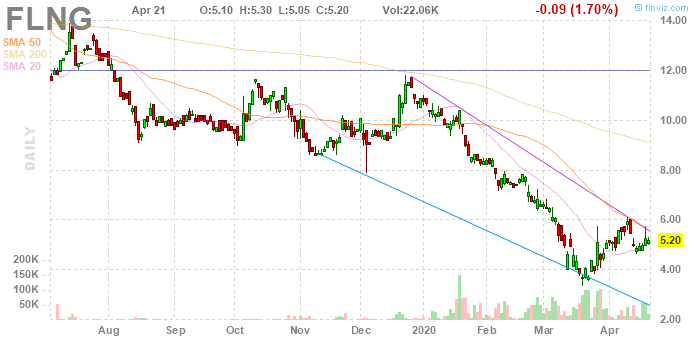 FLNG
Apr 21 O:5.10 H:5.30 L:5.05 C:5.20 Vol:22.06K -0.09 (1.70%)
© finviz.com
SMA 50
SMA 200
SMA 20
DAILY
14.00
12.00
10.00
8.00
6.00
5.20
4.00
2.00
200K
150K
100K
50K
Aug Sep Oct Nov Dec 2020 Feb Mar Apr